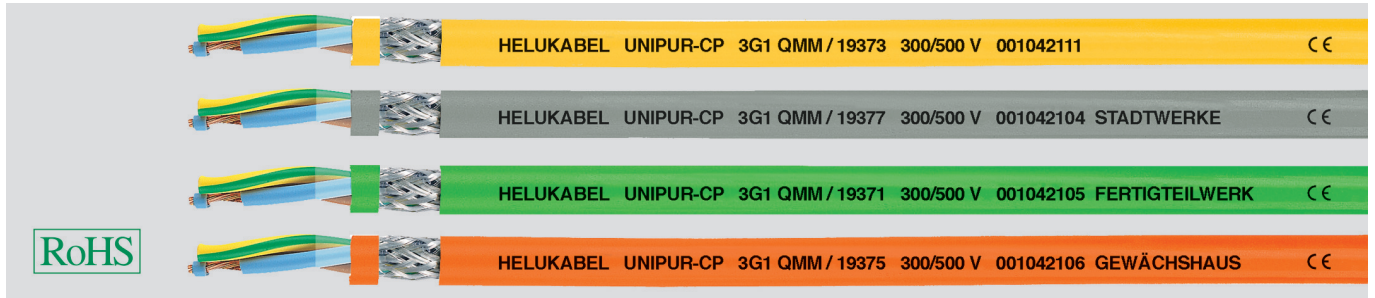 HELUKABEL UNIPUR-CP 3G1 QMM / 19373 300/500 V 001042111 CE
HELUKABEL UNIPUR-CP 3G1 QMM / 19377 300/500 V 001042104 STADTWERKE CE
HELUKABEL UNIPUR-CP 3G1 QMM / 19371 300/500 V 001042105 FERTIGTEILWERK CE
RoHS
HELUKABEL UNIPUR-CP 3G1 QMM / 19375 300/500 V 001042106 GEWÄCHSHAUS CE